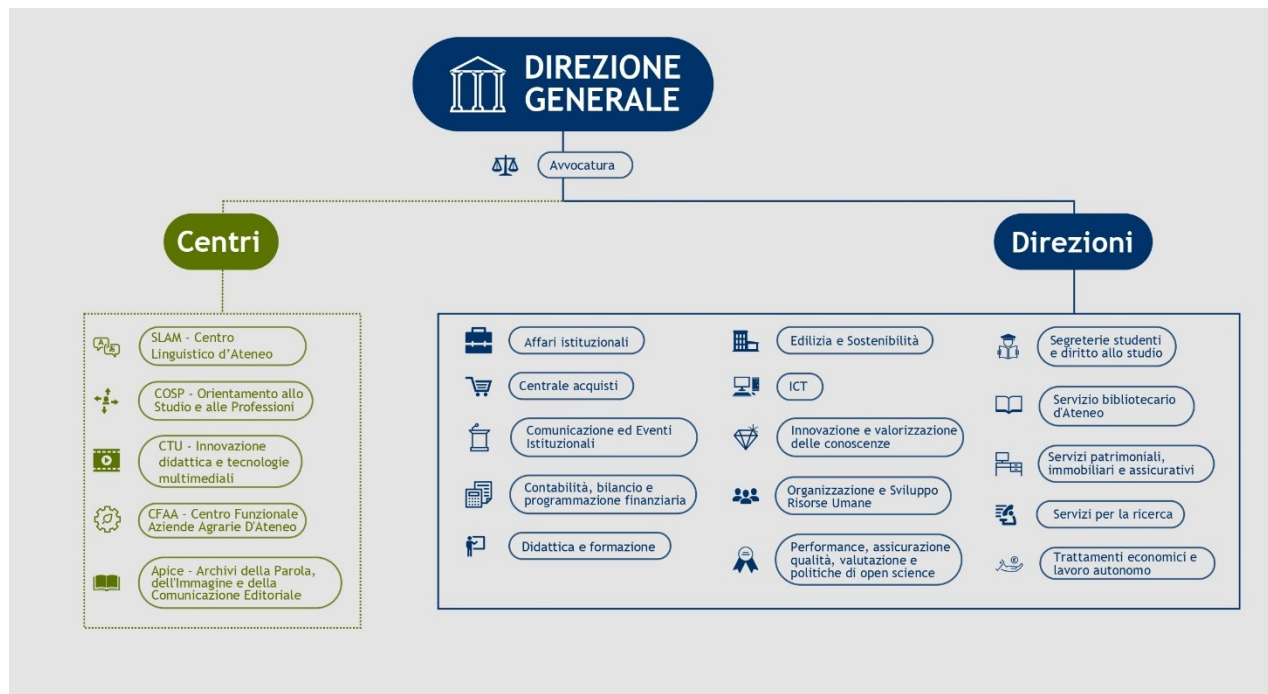 DIREZIONE
GENERALE
Avvocatura
Centri
SLAM - Centro
Linguistico d'Ateneo
COSP - Orientamento allo
Studio e alle Professioni
CTU - Innovazione
didattica e tecnologie
multimediali
CFAA - Centro Funzionale
Aziende Agrarie D'Ateneo
Apice - Archivi della Parola,
dell'Immagine e della
Comunicazione Editoriale
Direzioni
Affari istituzionali
Centrale acquisti
Comunicazione ed Eventi
Istituzionali
Contabilità, bilancio e
programmazione finanziaria
Didattica e formazione
Edilizia e Sostenibilità
ICT
Innovazione e valorizzazione
delle conoscenze
Organizzazione e Sviluppo
Risorse Umane
Performance, assicurazione
qualità, valutazione e
politiche di open science
Segreterie studenti
e diritto allo studio
Servizio bibliotecario
d'Ateneo
Servizi patrimoniali,
immobiliari e assicurativi
Servizi per la ricerca
Trattamenti economici e
lavoro autonomo